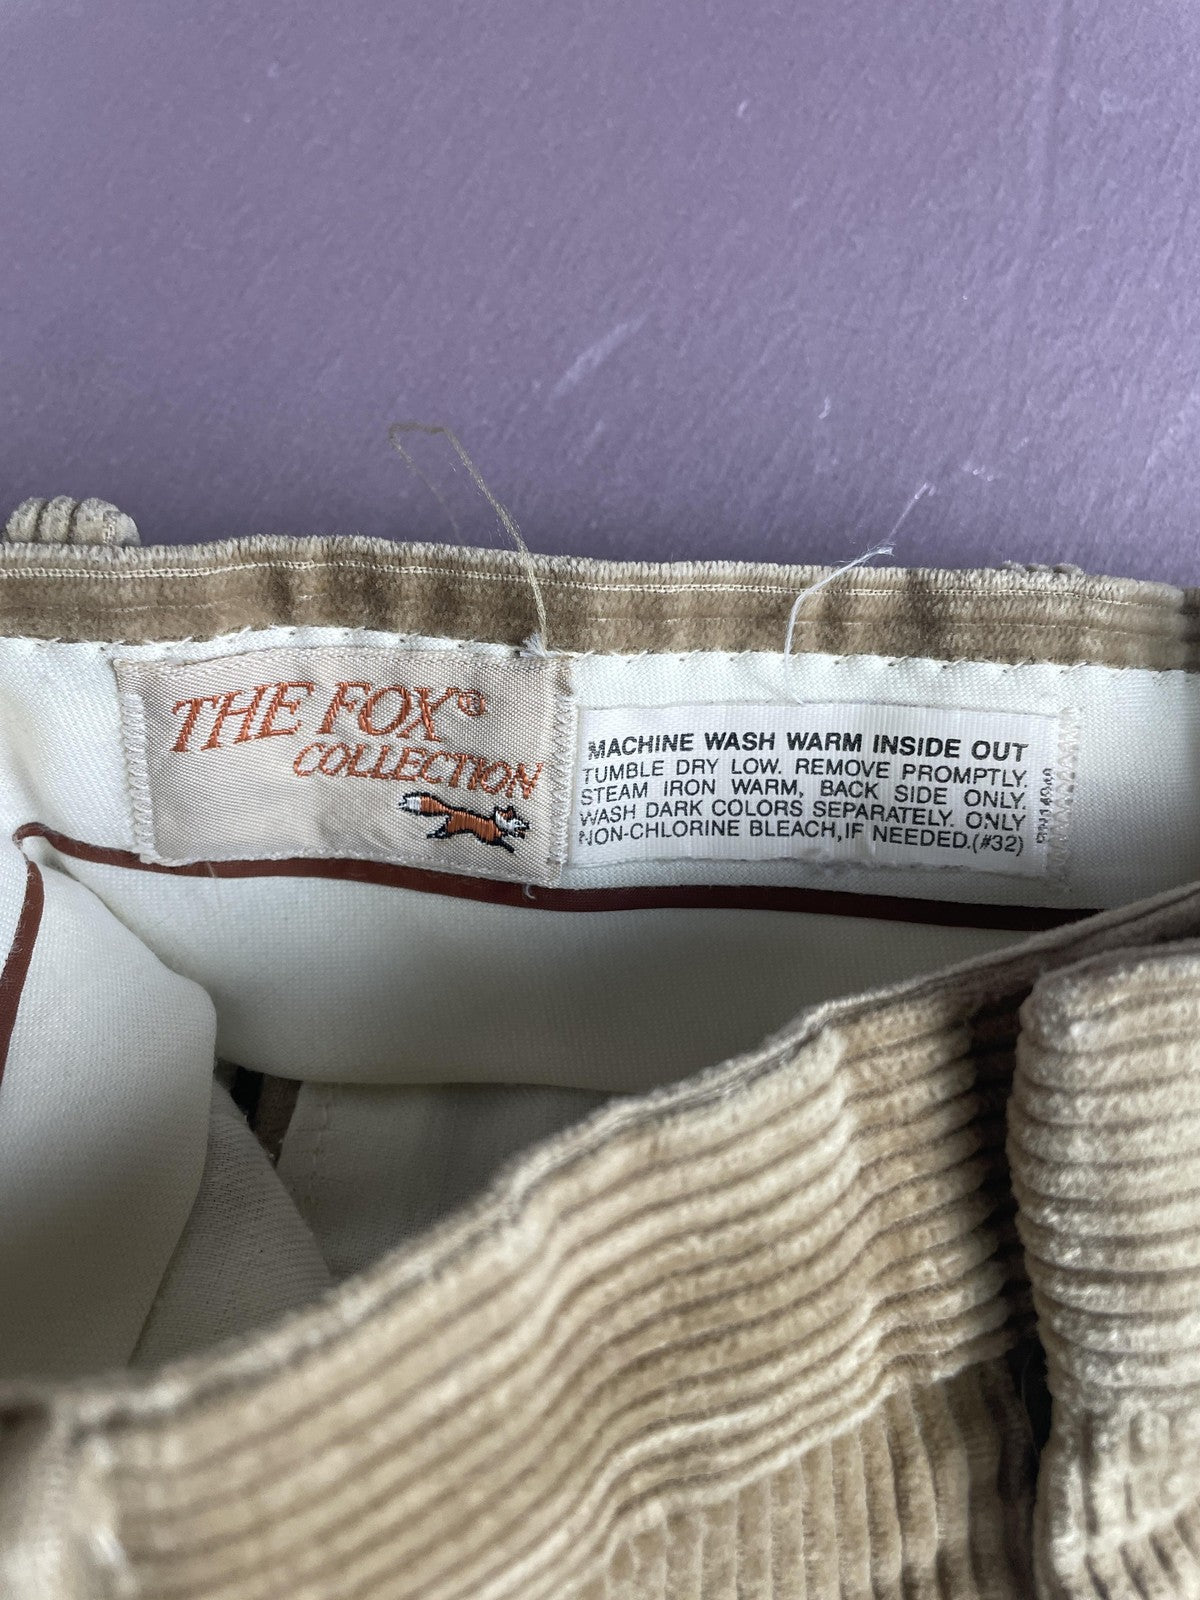 THE FOX®
COLLECTION
MACHINE WASH WARM INSIDE OUT
TUMBLE DRY LOW. REMOVE PROMPTLY.
STEAM IRON WARM, BACK SIDE ONLY.
WASH DARK COLORS SEPARATELY. ONLY
NON-CHLORINE BLEACH, IF NEEDED.(#32)